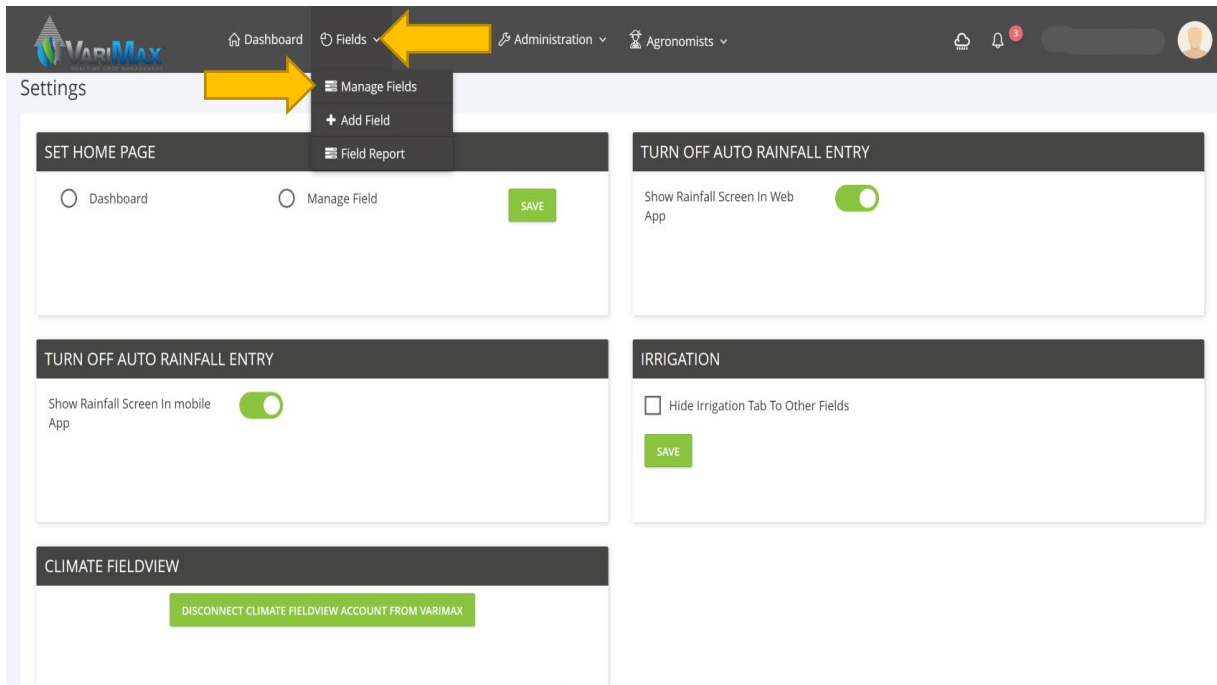 VARIMAX
REALTIME CROP MANAGEMENT
Dashboard
Fields
Administration
Agronomists
3
Settings
Manage Fields
Add Field
Field Report
SET HOME PAGE
Dashboard
Manage Field
SAVE
TURN OFF AUTO RAINFALL ENTRY
Show Rainfall Screen In Web
App
TURN OFF AUTO RAINFALL ENTRY
Show Rainfall Screen In mobile
App
IRRIGATION
Hide Irrigation Tab To Other Fields
SAVE
CLIMATE FIELDVIEW
DISCONNECT CLIMATE FIELDVIEW ACCOUNT FROM VARIMAX